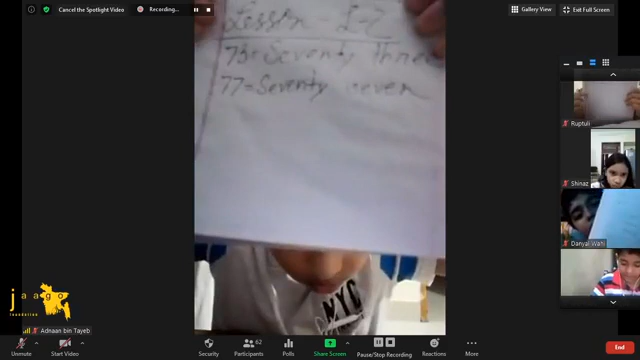 Cancel the Spotlight Video
Recording...
Gallery View
Exit Full Screen
Lesson
73=Seventy three
77=Seventy seven
NYC
Ruptuli
Shinaz
Danyal Wahi
jaago
foundation
Adnaan bin Tayeb
Unmute
Start Video
Security
Participants
62
Polls
Share Screen
Pause/Stop Recording
Reactions
More
End